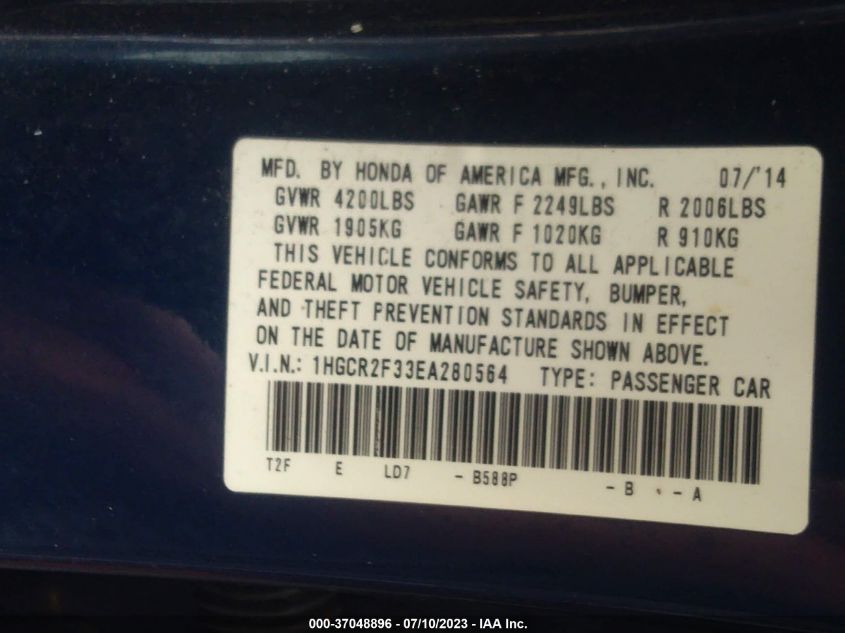 MFD. BY HONDA OF AMERICA MFG., INC. 07/'14
GVWR 4200LBS GAWR F 2249LBS R 2006LBS
GVWR 1905KG GAWR F 1020KG R 910KG
THIS VEHICLE CONFORMS TO ALL APPLICABLE
FEDERAL MOTOR VEHICLE SAFETY, BUMPER,
AND THEFT PREVENTION STANDARDS IN EFFECT
ON THE DATE OF MANUFACTURE SHOWN ABOVE.
V.I.N.: 1HGCR2F33EA280564 TYPE: PASSENGER CAR
T2F E LD7 - B588P - B - A
000-37048896 - 07/10/2023 - IAA Inc.